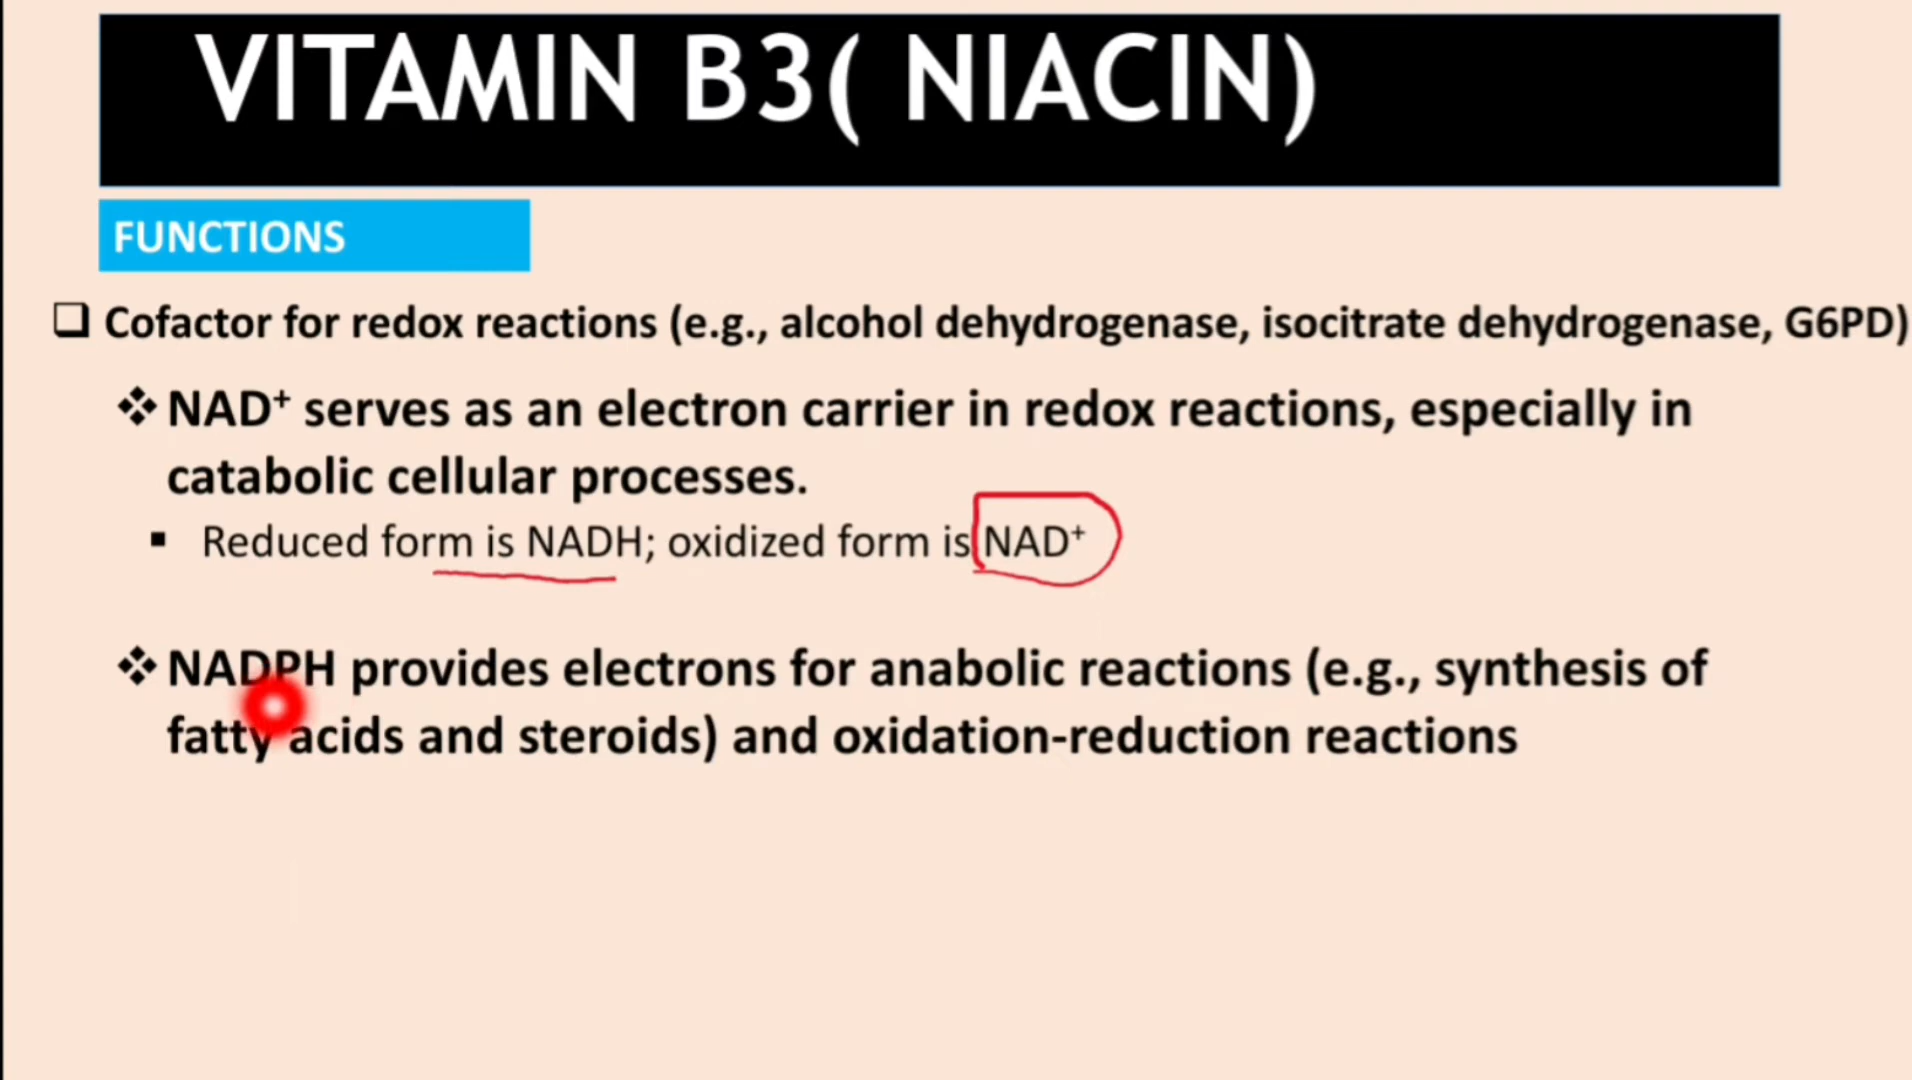 VITAMIN B3( NIACIN)
FUNCTIONS
❑ Cofactor for redox reactions (e.g., alcohol dehydrogenase, isocitrate dehydrogenase, G6PD)
❖ NAD⁺ serves as an electron carrier in redox reactions, especially in
catabolic cellular processes.
▪ Reduced form is NADH; oxidized form is NAD⁺
❖ NADPH provides electrons for anabolic reactions (e.g., synthesis of
fatty acids and steroids) and oxidation-reduction reactions